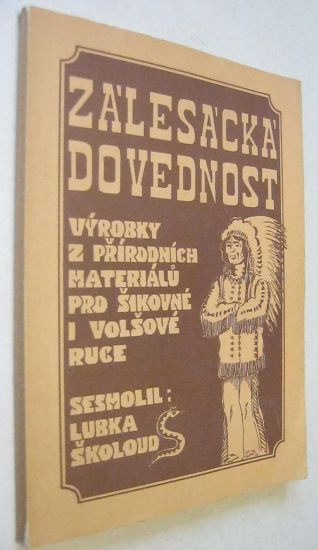 ZÁLESÁCKÁ
DOVEDNOST
VÝROBKY
Z PŘÍRODNÍCH
MATERIÁLŮ
PRO ŠIKOVNÉ
I VOLŠOVÉ
RUCE
SESMOLIL:
LUBKA
ŠKOLOUD